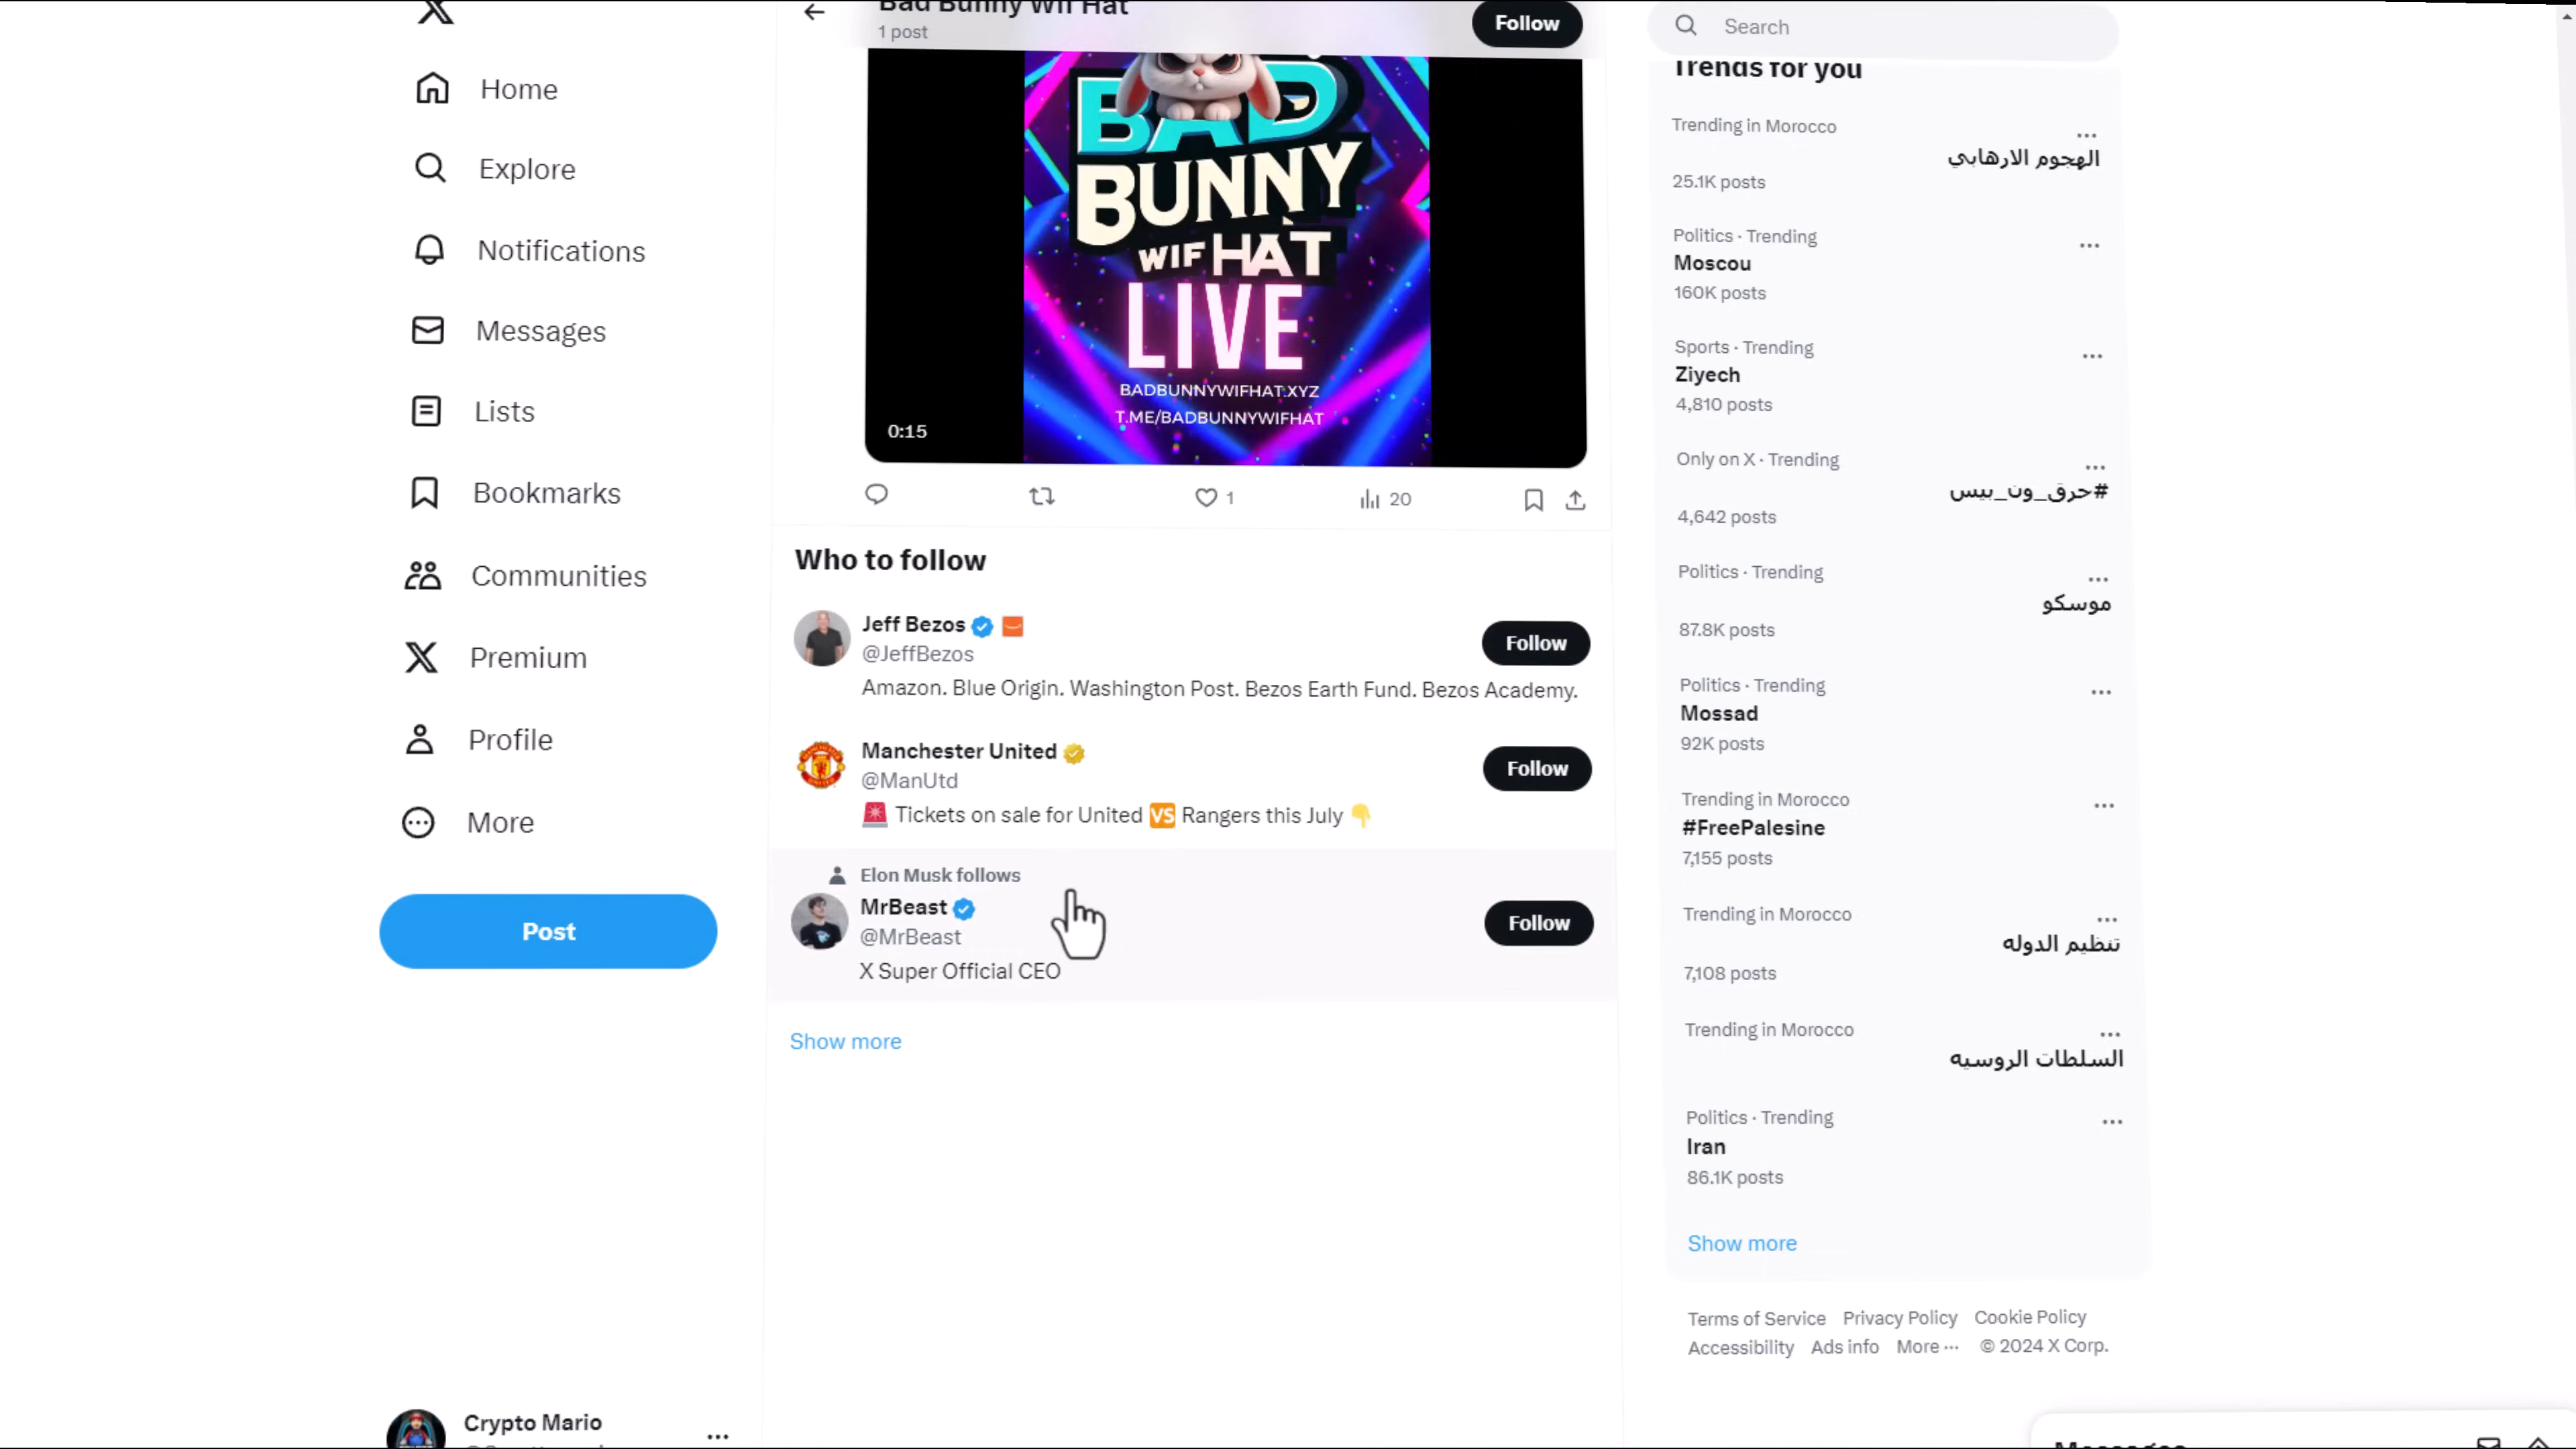 Home
Explore
Notifications
Messages
Lists
Bookmarks
Communities
Premium
Profile
More
Post
Crypto Mario
Bad Bunny Wif Hat
1 post
Follow
BAD
BUNNY
WIF HAT
LIVE
BADBUNNYWIFHAT.XYZ
T.ME/BADBUNNYWIFHAT
0:15
1
20
Who to follow
Jeff Bezos
@JeffBezos
Follow
Amazon. Blue Origin. Washington Post. Bezos Earth Fund. Bezos Academy.
Manchester United
@ManUtd
Follow
🚨 Tickets on sale for United 🆚 Rangers this July 👇
Elon Musk follows
MrBeast
@MrBeast
Follow
X Super Official CEO
Show more
Search
Trends for you
Trending in Morocco
الهجوم الارهابي
25.1K posts
Politics · Trending
Moscou
160K posts
Sports · Trending
Ziyech
4,810 posts
Only on X · Trending
#حرق_ون_بيس
4,642 posts
Politics · Trending
موسكو
87.8K posts
Politics · Trending
Mossad
92K posts
Trending in Morocco
#FreePalesine
7,155 posts
Trending in Morocco
تنظيم الدوله
7,108 posts
Trending in Morocco
السلطات الروسيه
Politics · Trending
Iran
86.1K posts
Show more
Terms of Service Privacy Policy Cookie Policy
Accessibility Ads info More ··· © 2024 X Corp.
Messages